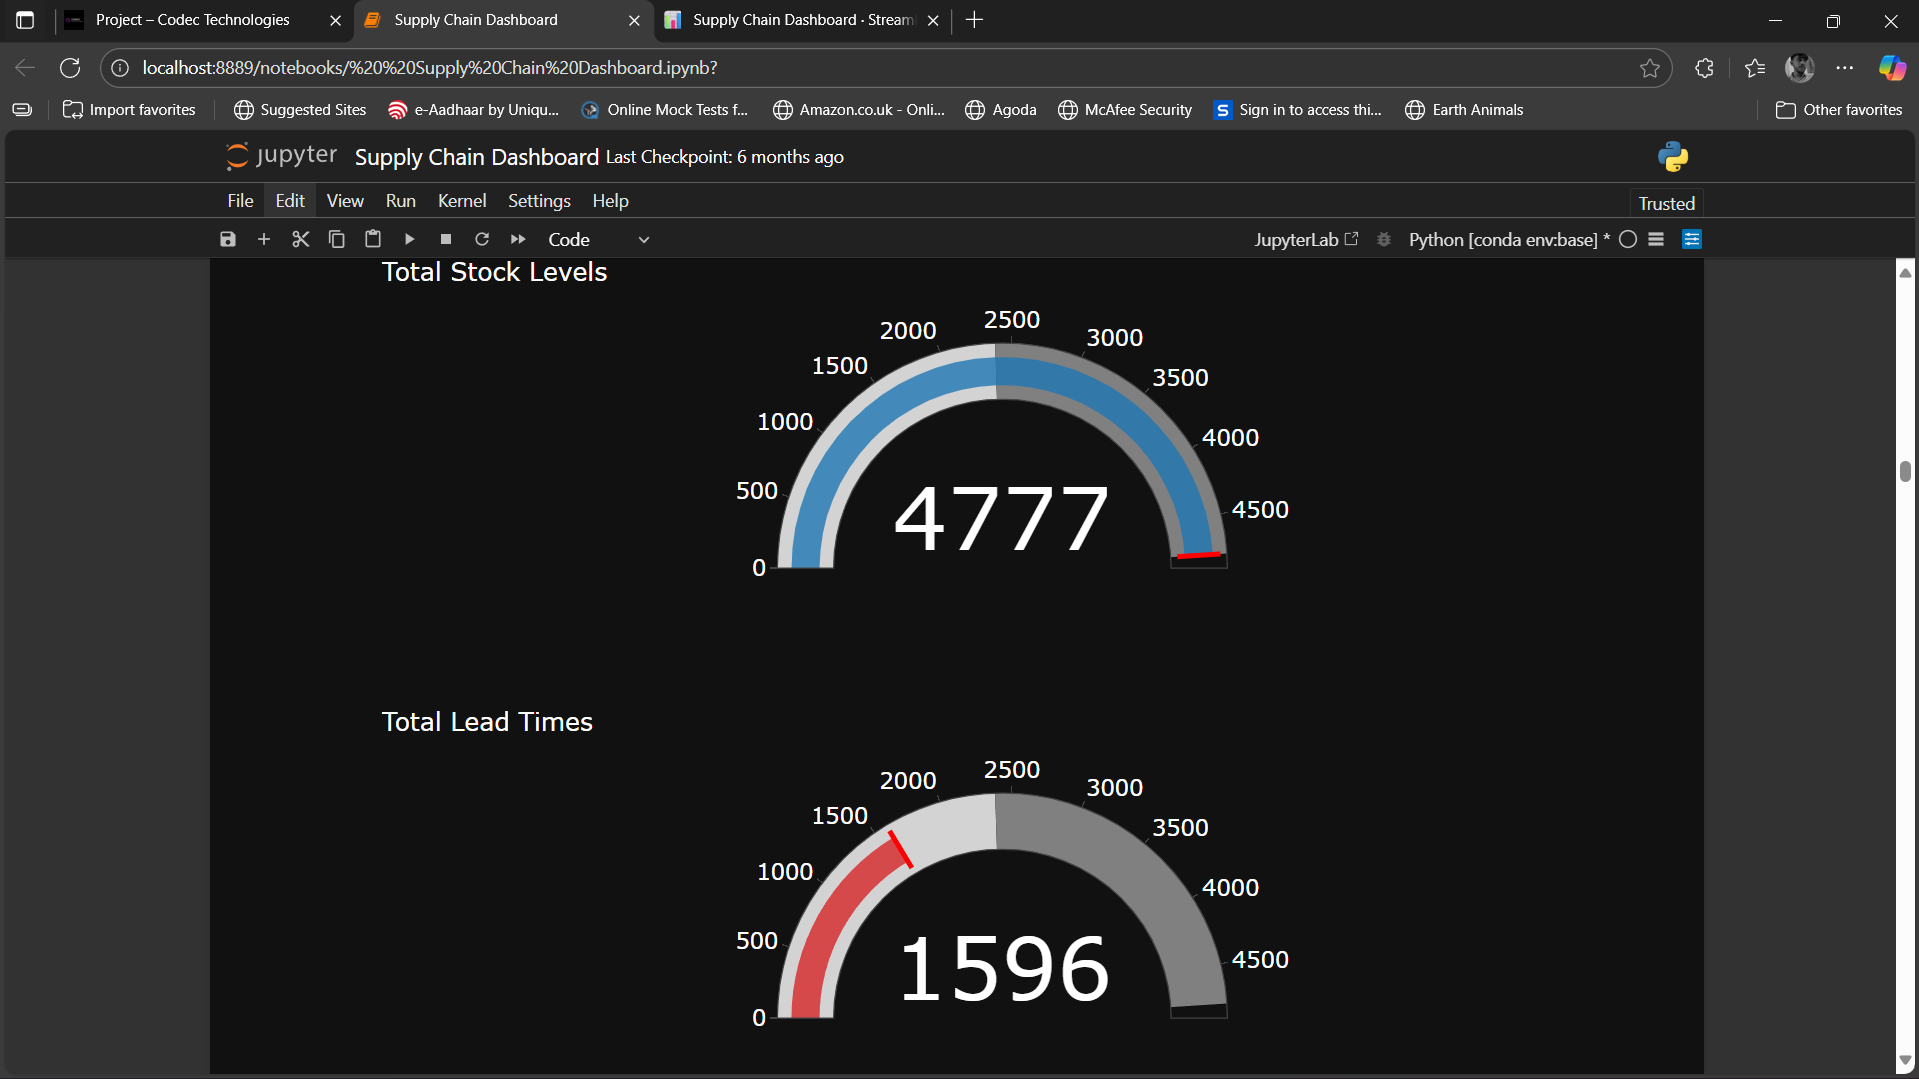 Project – Codec Technologies
Supply Chain Dashboard
Supply Chain Dashboard · Stream
localhost:8889/notebooks/%20%20Supply%20Chain%20Dashboard.ipynb?
Import favorites
Suggested Sites
e-Aadhaar by Uniqu...
Online Mock Tests f...
Amazon.co.uk - Onli...
Agoda
McAfee Security
S
Sign in to access thi...
Earth Animals
Other favorites
jupyter Supply Chain Dashboard Last Checkpoint: 6 months ago
File Edit View Run Kernel Settings Help
Trusted
Code
JupyterLab
Python [conda env:base] *
Total Stock Levels
0
500
1000
1500
2000
2500
3000
3500
4000
4500
4777
Total Lead Times
0
500
1000
1500
2000
2500
3000
3500
4000
4500
1596